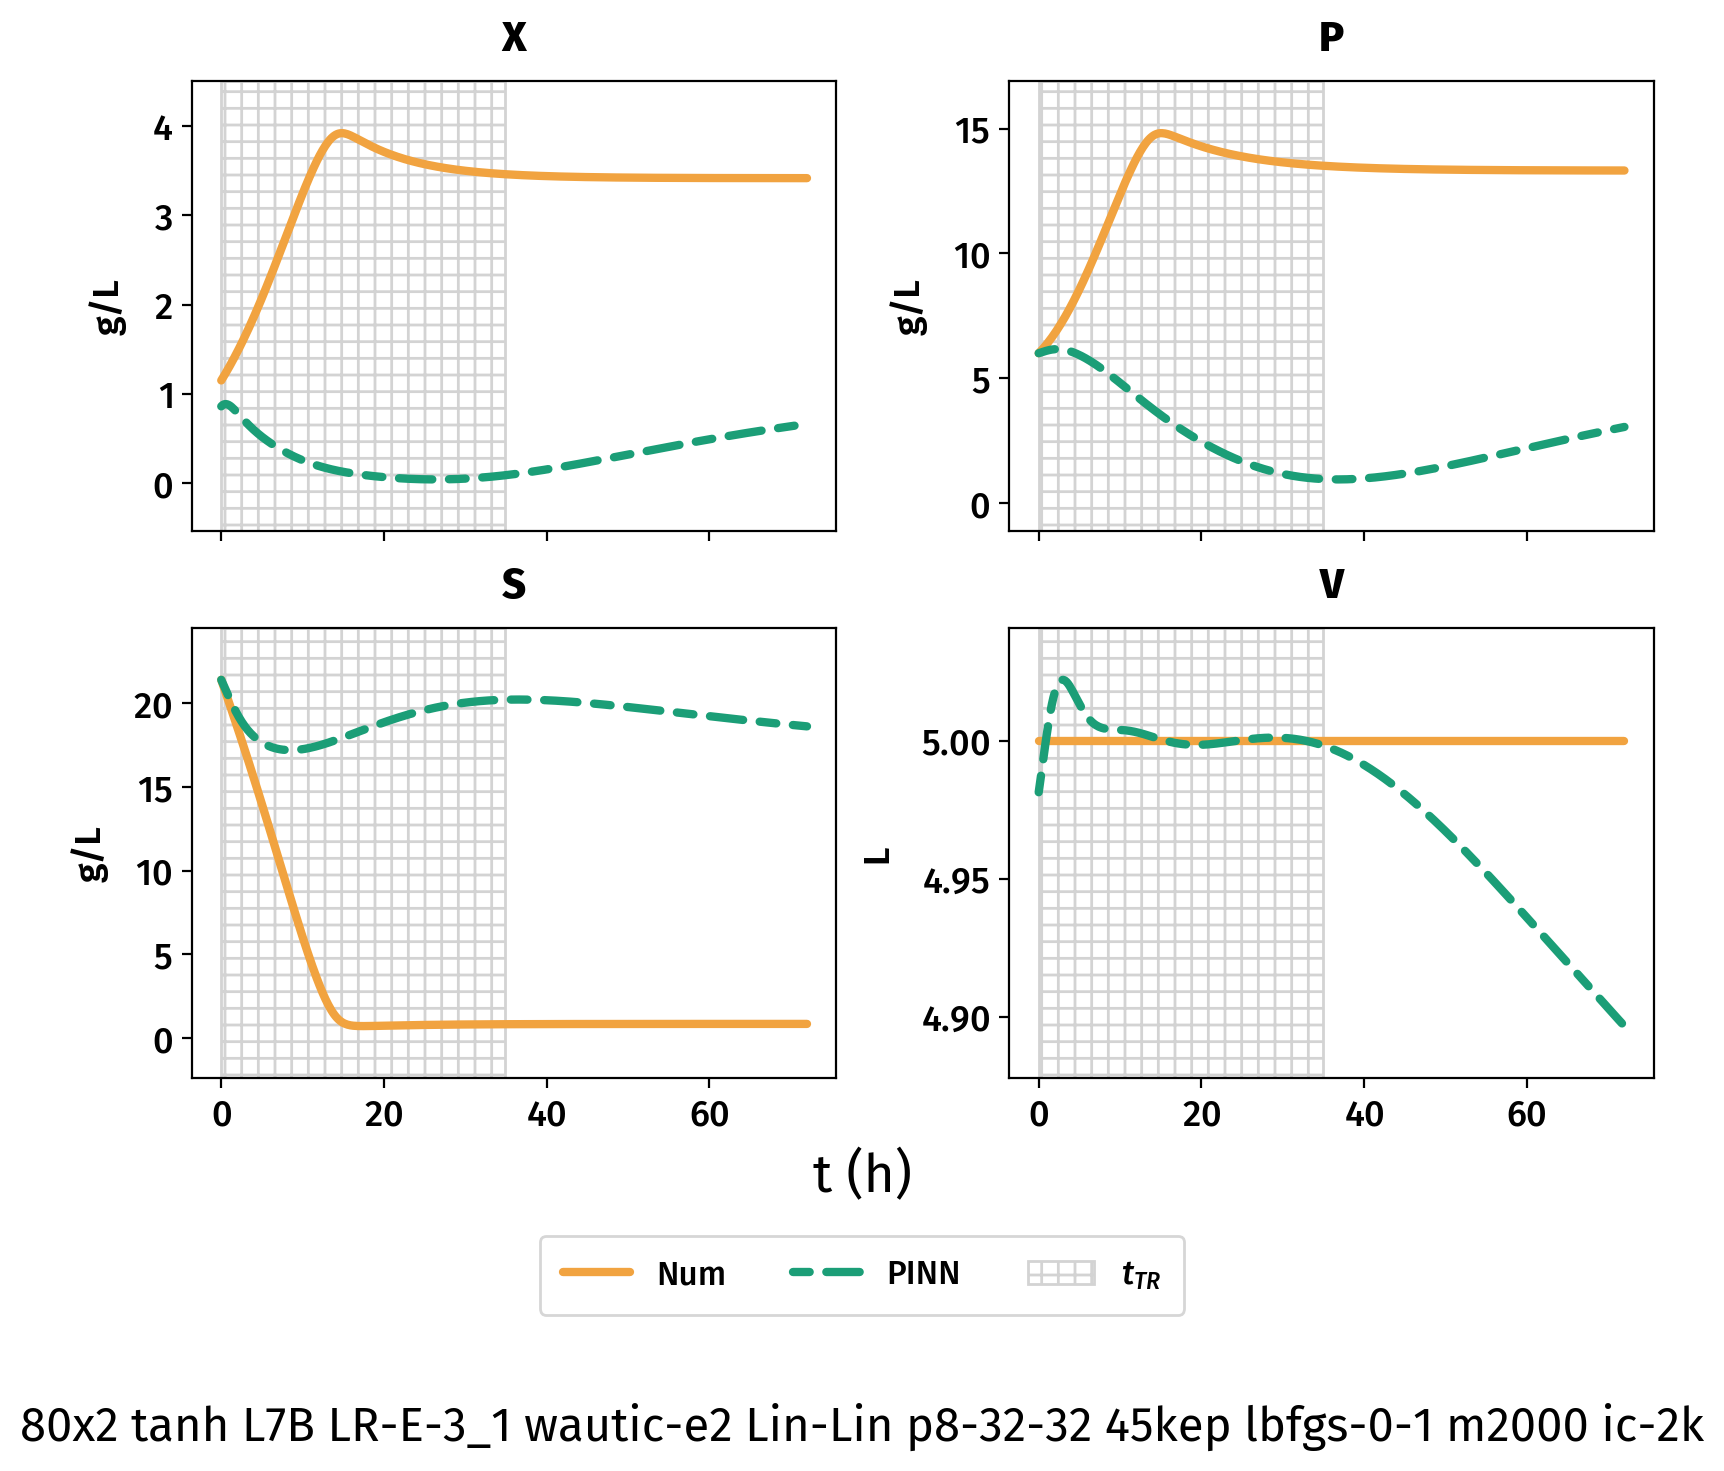 X
P
4
3
2
1
0
g/L
15
10
5
0
g/L
S
V
20
15
10
5
0
g/L
5.00
4.95
4.90
L
0 20 40 60
0 20 40 60
t (h)
Num PINN tTR
80x2 tanh L7B LR-E-3_1 wautic-e2 Lin-Lin p8-32-32 45kep lbfgs-0-1 m2000 ic-2k